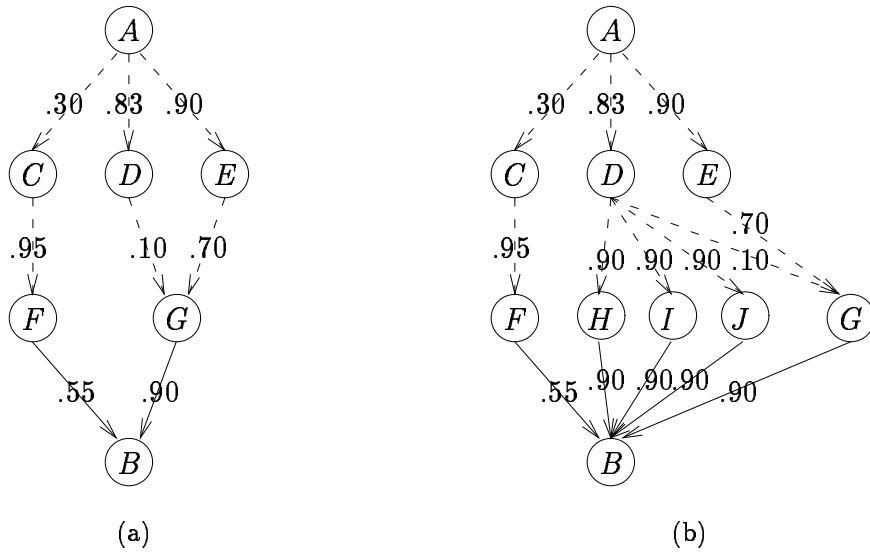 A A
.30 .83 .90 .30 .83 .90
C D E C D E
.70
.95 .10 .70 .95 .90 .90 .90 .10
F G F H I J G
.90 .90 .90
.55 .90 .55 .90
B B
(a) (b)